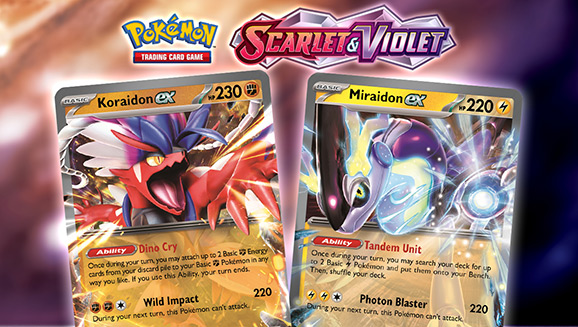 POKÉMON
TRADING CARD GAME
SCARLET & VIOLET
BASIC
Koraidon ex
HP 230
Ability Dino Cry
Once during your turn, you may attach up to 2 Basic Energy
cards from your discard pile to your Basic Pokémon in any
way you like. If you use this Ability, your turn ends.
Wild Impact 220
During your next turn, this Pokémon can't attack.
BASIC
Miraidon ex
HP 220
Ability Tandem Unit
Once during your turn, you may search your deck for up
to 2 Basic Pokémon and put them onto your Bench.
Then, shuffle your deck.
Photon Blaster 220
During your next turn, this Pokémon can't attack.